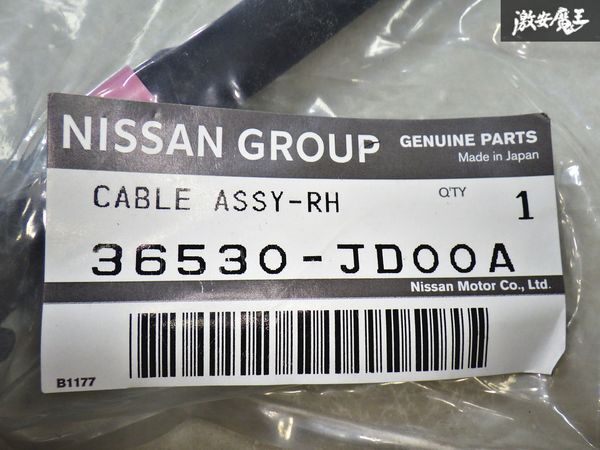 激安魔王
NISSAN GROUP
GENUINE PARTS
Made in Japan
CABLE ASSY-RH
Q'TY 1
36530-JD00A
Nissan Motor Co., Ltd.
B1177